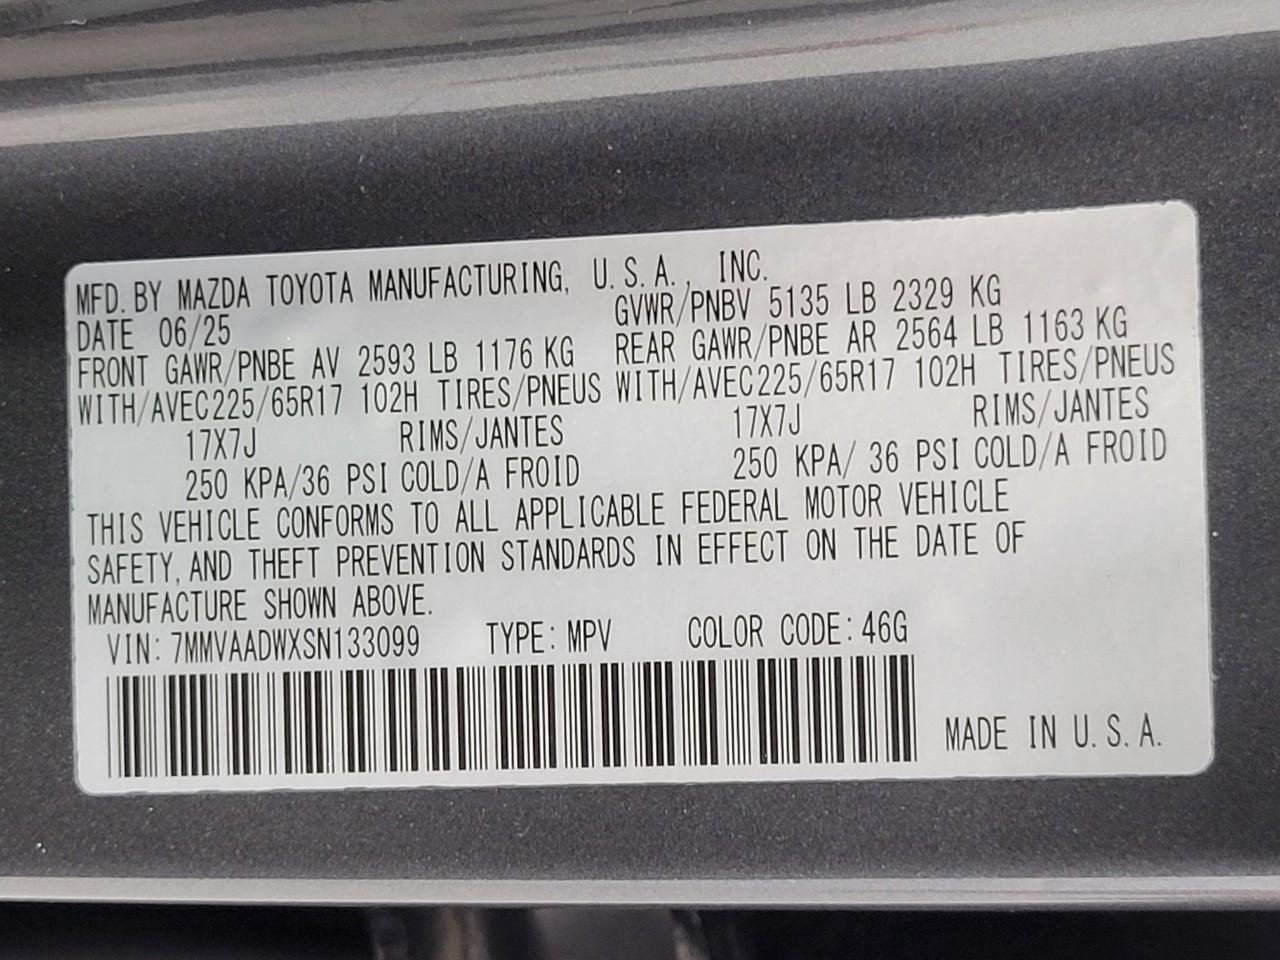 MFD. BY MAZDA TOYOTA MANUFACTURING, U. S. A., INC.
DATE 06/25 GVWR/PNBV 5135 LB 2329 KG
FRONT GAWR/PNBE AV 2593 LB 1176 KG REAR GAWR/PNBE AR 2564 LB 1163 KG
WITH/AVEC225/65R17 102H TIRES/PNEUS WITH/AVEC225/65R17 102H TIRES/PNEUS
17X7J RIMS/JANTES 17X7J RIMS/JANTES
250 KPA/36 PSI COLD/A FROID 250 KPA/ 36 PSI COLD/A FROID
THIS VEHICLE CONFORMS TO ALL APPLICABLE FEDERAL MOTOR VEHICLE
SAFETY, AND THEFT PREVENTION STANDARDS IN EFFECT ON THE DATE OF
MANUFACTURE SHOWN ABOVE.
VIN: 7MMVAADWXSN133099 TYPE: MPV COLOR CODE: 46G
MADE IN U. S. A.